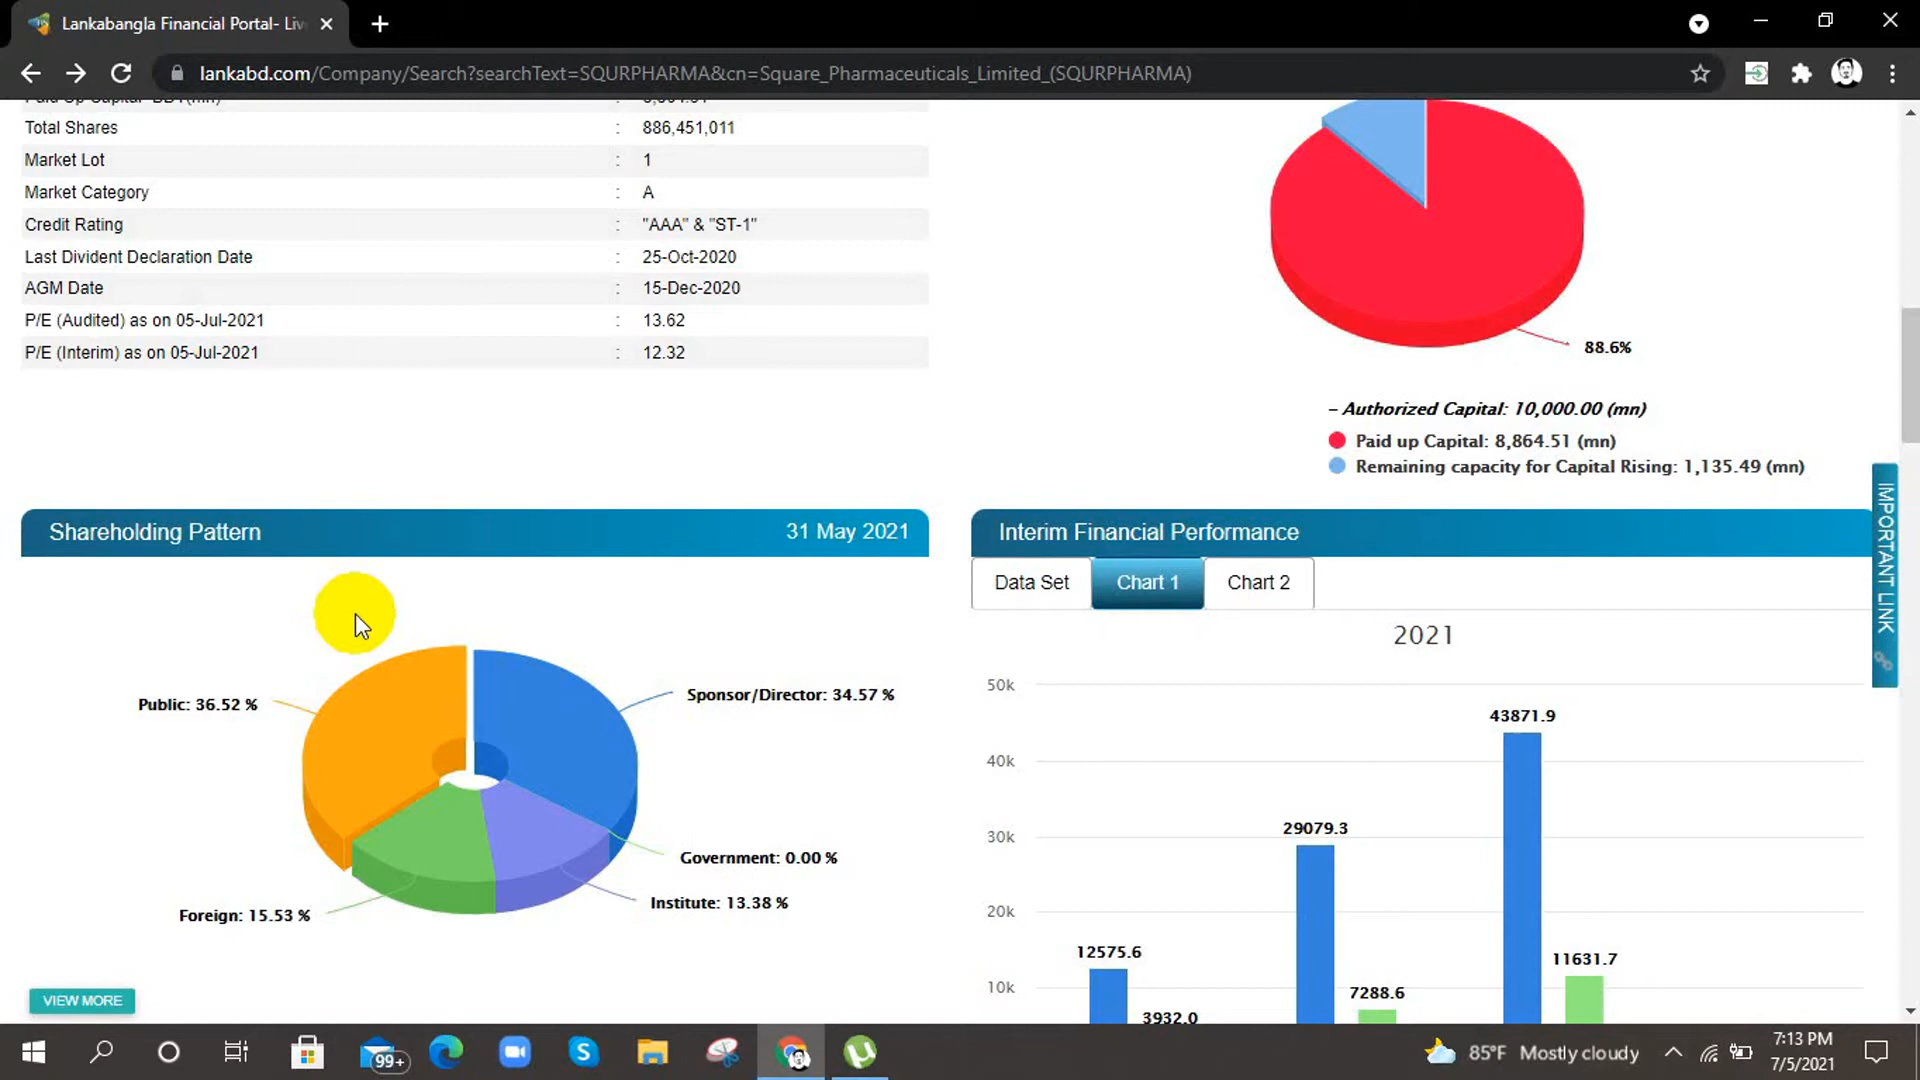 Lankabangla Financial Portal- Liv
lankabd.com/Company/Search?searchText=SQURPHARMA&cn=Square_Pharmaceuticals_Limited_(SQURPHARMA)
Total Shares : 886,451,011
Market Lot : 1
Market Category : A
Credit Rating : "AAA" & "ST-1"
Last Divident Declaration Date : 25-Oct-2020
AGM Date : 15-Dec-2020
P/E (Audited) as on 05-Jul-2021 : 13.62
P/E (Interim) as on 05-Jul-2021 : 12.32
88.6%
– Authorized Capital: 10,000.00 (mn)
Paid up Capital: 8,864.51 (mn)
Remaining capacity for Capital Rising: 1,135.49 (mn)
IMPORTANT LINK
Shareholding Pattern 31 May 2021
Public: 36.52 %
Sponsor/Director: 34.57 %
Government: 0.00 %
Institute: 13.38 %
Foreign: 15.53 %
VIEW MORE
Interim Financial Performance
Data Set Chart 1 Chart 2
2021
50k
40k
30k
20k
10k
43871.9
29079.3
12575.6
11631.7
7288.6
3932.0
99+
85°F Mostly cloudy
7:13 PM
7/5/2021